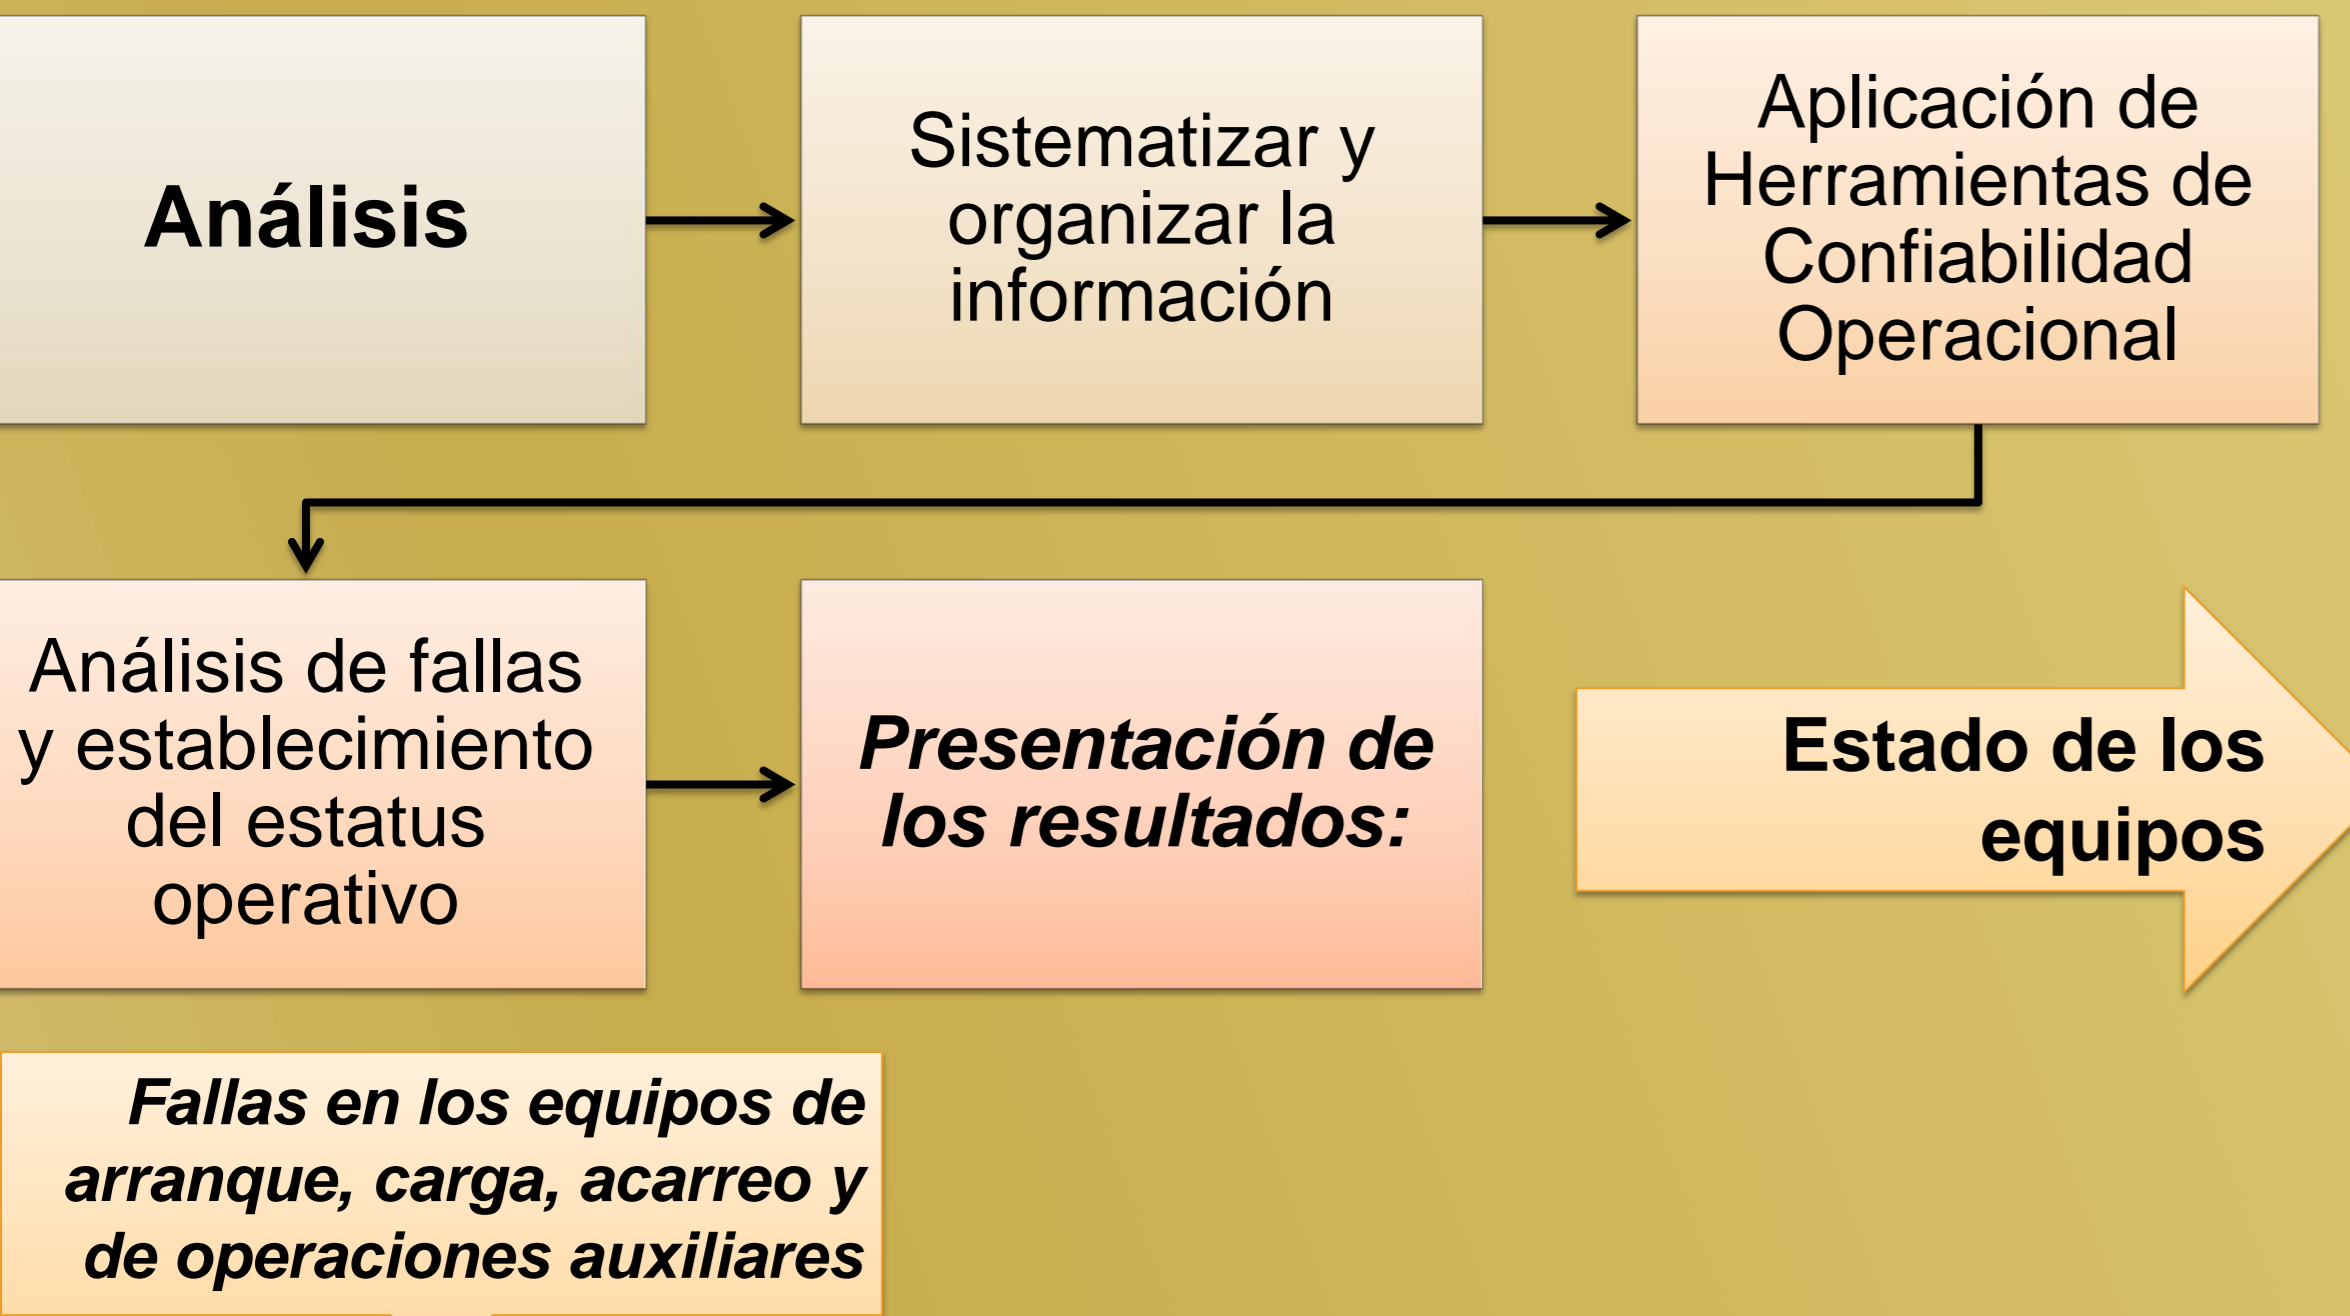 Análisis
Sistematizar y
organizar la
información
Aplicación de
Herramientas de
Confiabilidad
Operacional
Análisis de fallas
y establecimiento
del estatus
operativo
Presentación de
los resultados:
Estado de los
equipos
Fallas en los equipos de
arranque, carga, acarreo y
de operaciones auxiliares